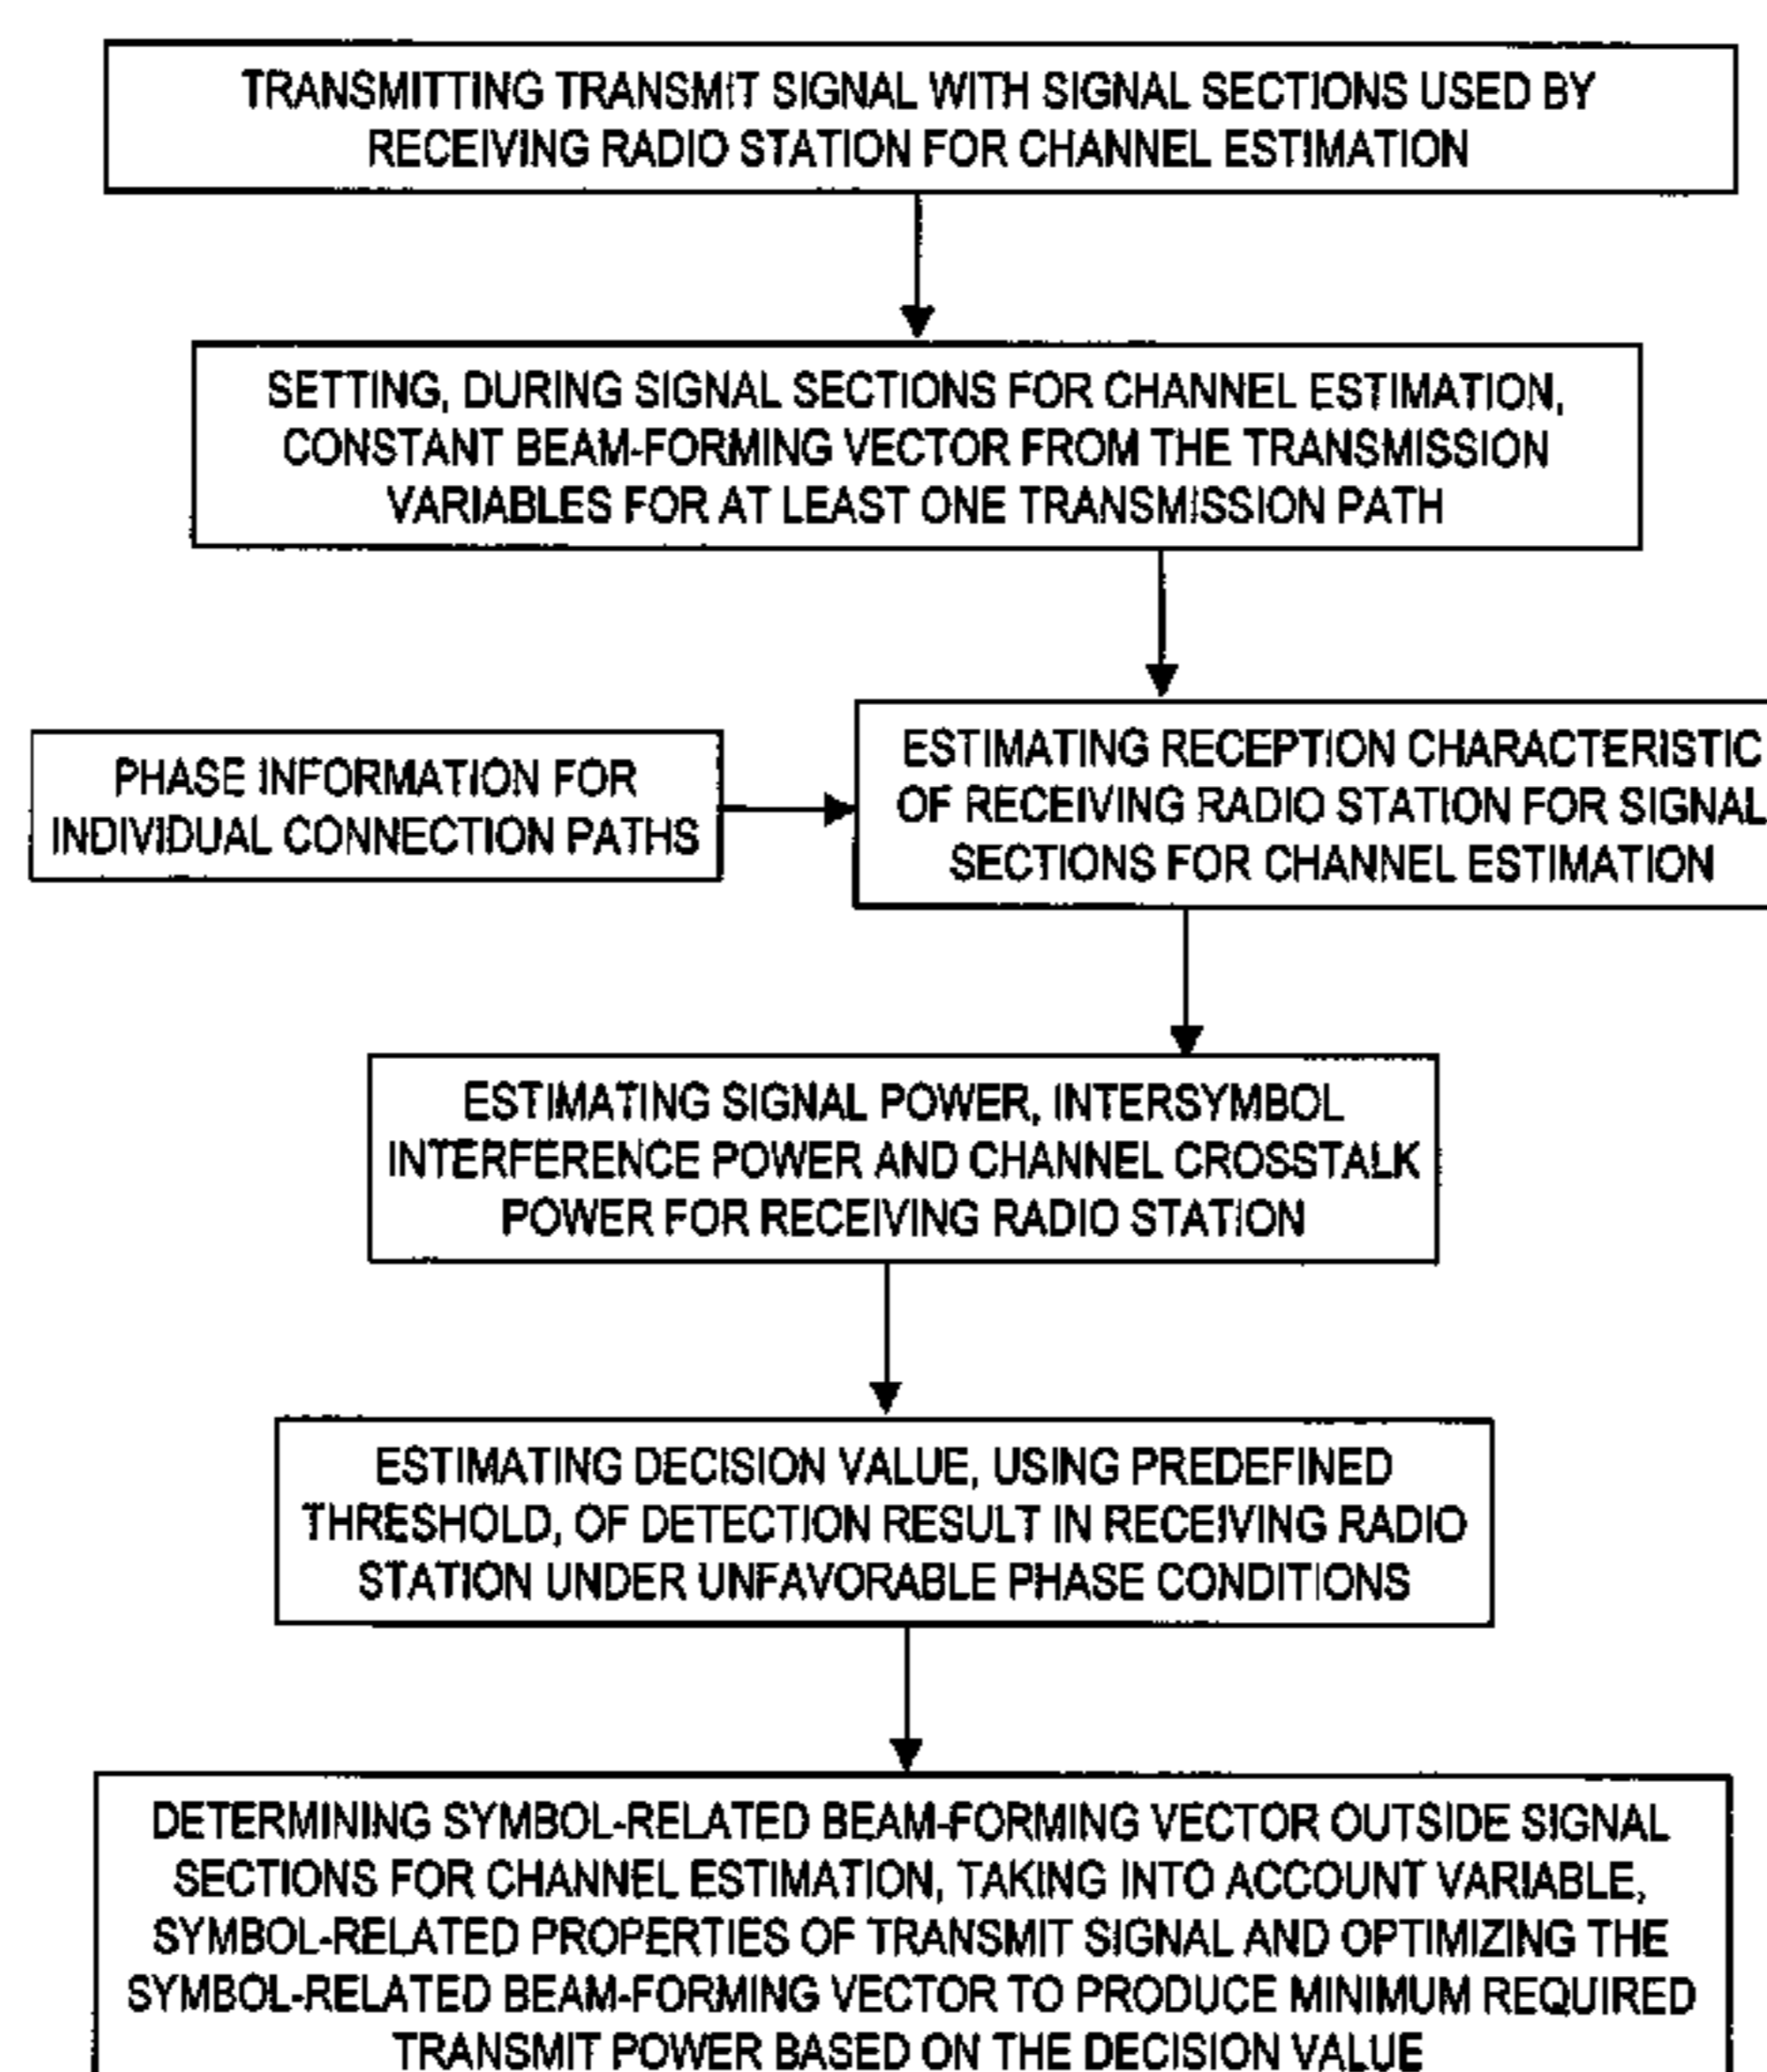 TRANSMITTING TRANSMIT SIGNAL WITH SIGNAL SECTIONS USED BY
RECEIVING RADIO STATION FOR CHANNEL ESTIMATION
SETTING, DURING SIGNAL SECTIONS FOR CHANNEL ESTIMATION,
CONSTANT BEAM-FORMING VECTOR FROM THE TRANSMISSION
VARIABLES FOR AT LEAST ONE TRANSMISSION PATH
PHASE INFORMATION FOR
INDIVIDUAL CONNECTION PATHS
ESTIMATING RECEPTION CHARACTERISTIC
OF RECEIVING RADIO STATION FOR SIGNAL
SECTIONS FOR CHANNEL ESTIMATION
ESTIMATING SIGNAL POWER, INTERSYMBOL
INTERFERENCE POWER AND CHANNEL CROSSTALK
POWER FOR RECEIVING RADIO STATION
ESTIMATING DECISION VALUE, USING PREDEFINED
THRESHOLD, OF DETECTION RESULT IN RECEIVING RADIO
STATION UNDER UNFAVORABLE PHASE CONDITIONS
DETERMINING SYMBOL-RELATED BEAM-FORMING VECTOR OUTSIDE SIGNAL
SECTIONS FOR CHANNEL ESTIMATION, TAKING INTO ACCOUNT VARIABLE,
SYMBOL-RELATED PROPERTIES OF TRANSMIT SIGNAL AND OPTIMIZING THE
SYMBOL-RELATED BEAM-FORMING VECTOR TO PRODUCE MINIMUM REQUIRED
TRANSMIT POWER BASED ON THE DECISION VALUE